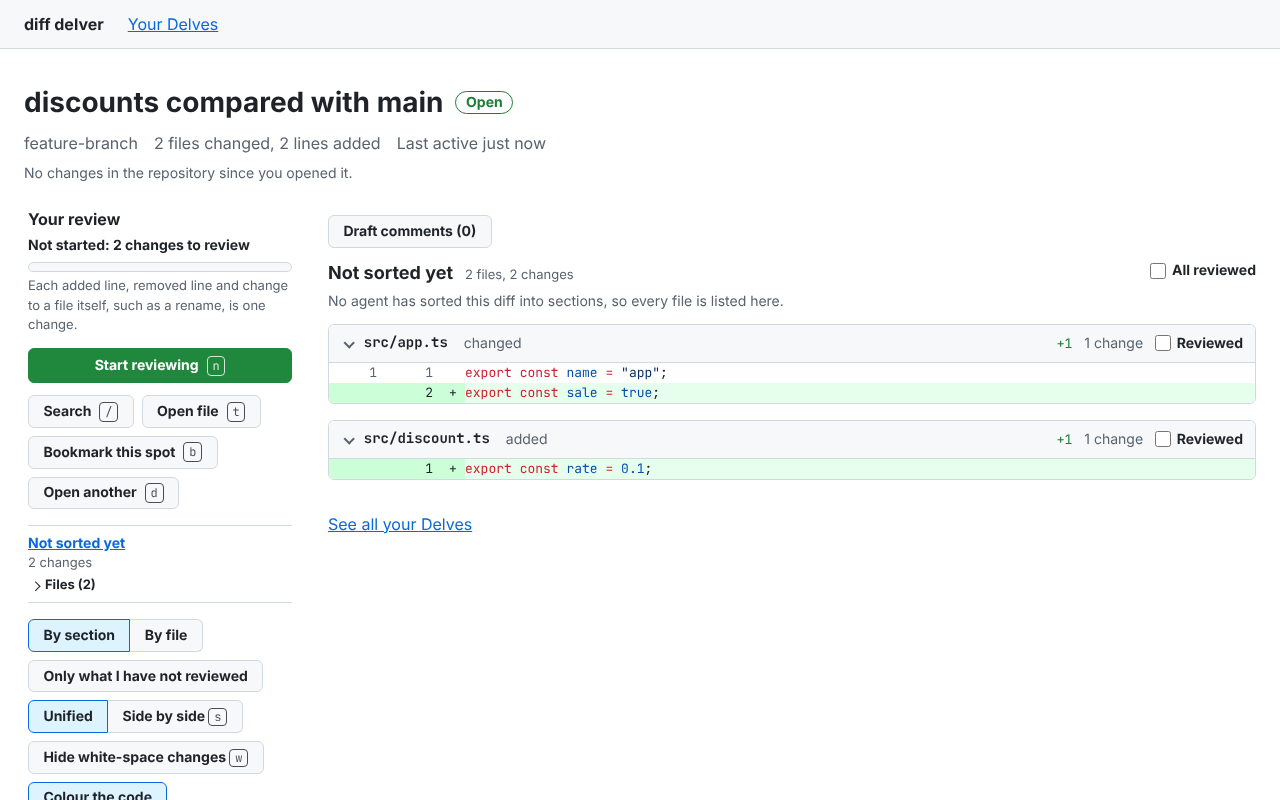 diff delver Your Delves
discounts compared with main Open
feature-branch 2 files changed, 2 lines added Last active just now
No changes in the repository since you opened it.
Your review
Not started: 2 changes to review
Each added line, removed line and change
to a file itself, such as a rename, is one
change.
Start reviewing n
Search / Open file t
Bookmark this spot b
Open another d
Not sorted yet
2 changes
Files (2)
By section By file
Only what I have not reviewed
Unified Side by side s
Hide white-space changes w
Colour the code
Draft comments (0)
Not sorted yet 2 files, 2 changes All reviewed
No agent has sorted this diff into sections, so every file is listed here.
src/app.ts changed +1 1 change Reviewed
1 1 export const name = "app";
2 + export const sale = true;
src/discount.ts added +1 1 change Reviewed
1 + export const rate = 0.1;
See all your Delves